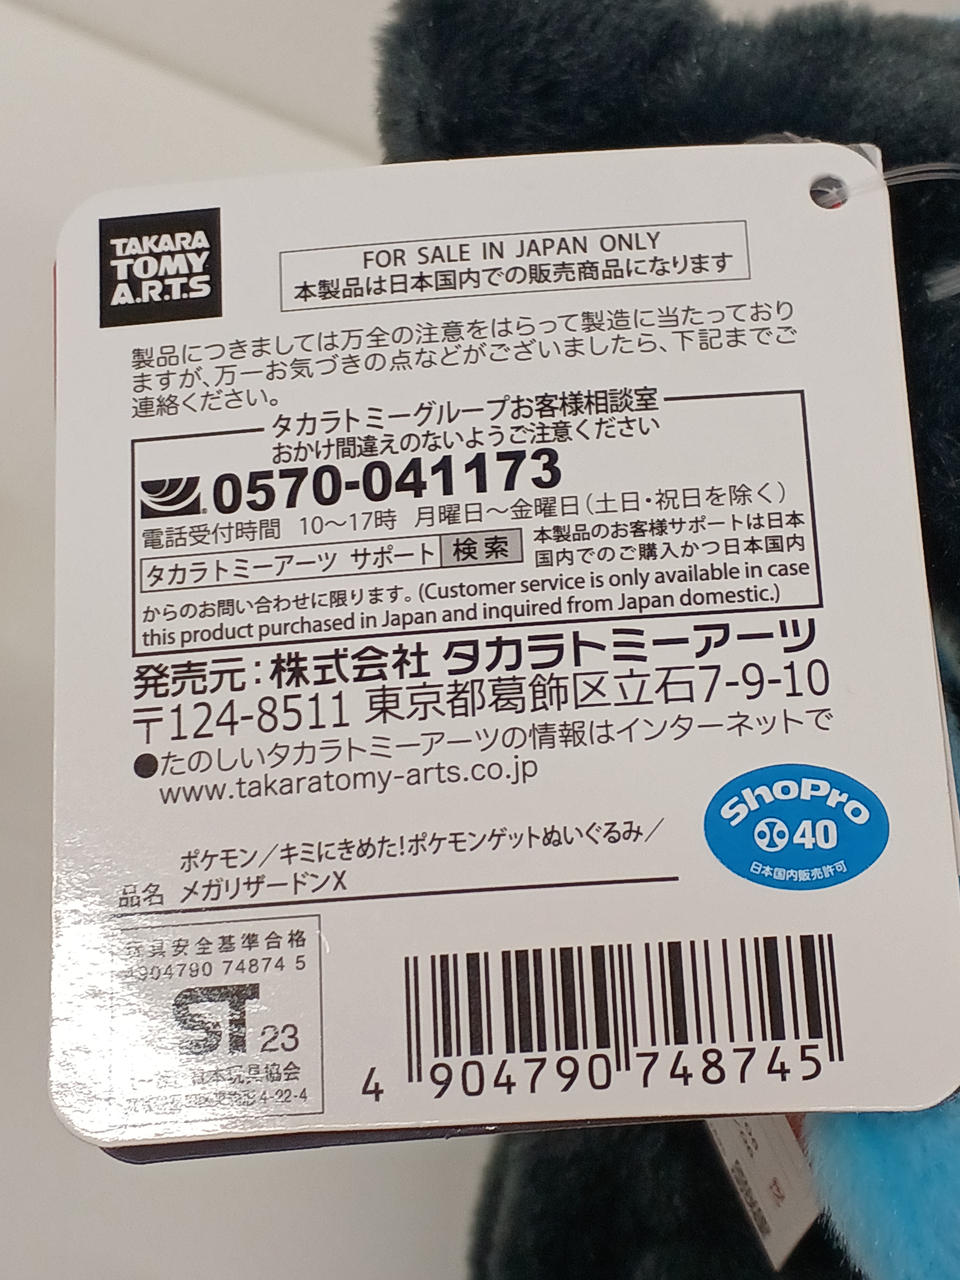 TAKARA
TOMY
A.R.T.S
FOR SALE IN JAPAN ONLY
本製品は日本国内での販売商品になります
製品につきましては万全の注意をはらって製造に当たっており
ますが、万一お気づきの点などがございましたら、下記までご
連絡ください。
タカラトミーグループお客様相談室
おかけ間違えのないようご注意ください
0570-041173
電話受付時間 10～17時 月曜日～金曜日(土日・祝日を除く)
タカラトミーアーツ サポート 検索
本製品のお客様サポートは日本
国内でのご購入かつ日本国内
からのお問い合わせに限ります。(Customer service is only available in case
this product purchased in Japan and inquired from Japan domestic.)
発売元：株式会社 タカラトミーアーツ
〒124-8511 東京都葛飾区立石7-9-10
●たのしいタカラトミーアーツの情報はインターネットで
www.takaratomy-arts.co.jp
ShoPro
40
日本国内販売許可
ポケモン／キミにきめた！ポケモンゲットぬいぐるみ／
品名 メガリザードンX
玩具安全基準合格
4904790 74874 5
ST 23
日本玩具協会
4-22-4
4 904790 748745